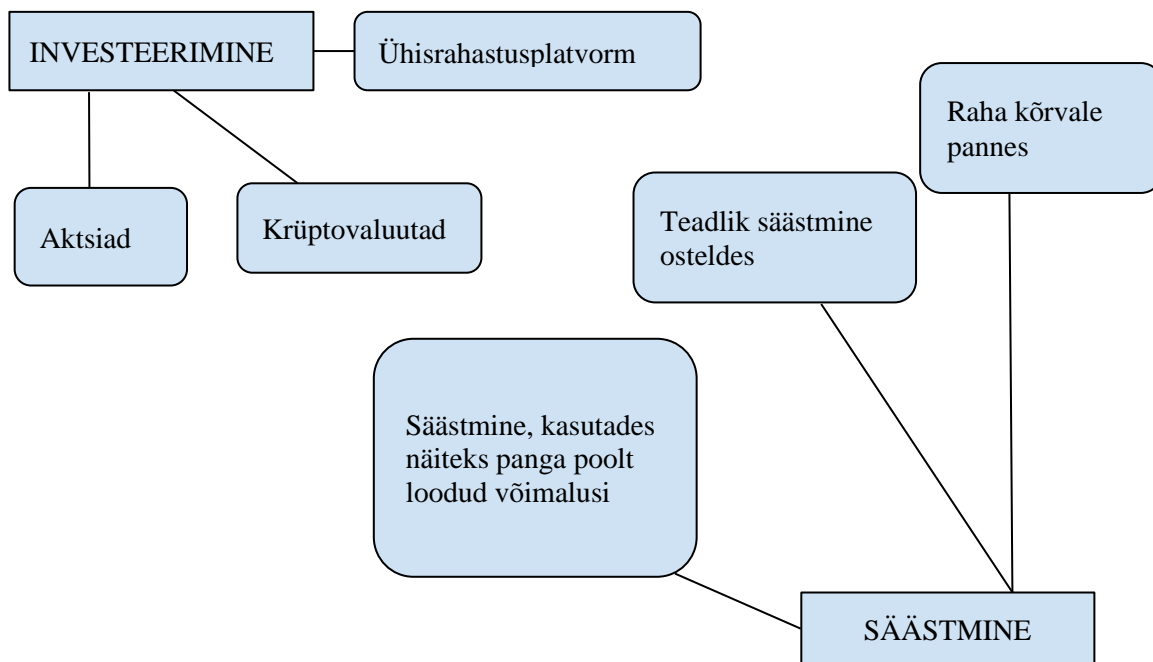 INVESTEERIMINE
Ühisrahastusplatvorm
Aktsiad
Krüptovaluutad
Raha kõrvale
pannes
Teadlik säästmine
osteldes
Säästmine, kasutades
näiteks panga poolt
loodud võimalusi
SÄÄSTMINE